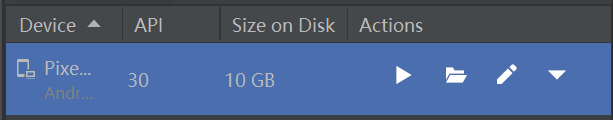 Device API Size on Disk Actions
Pixe... 30 10 GB
Andr...